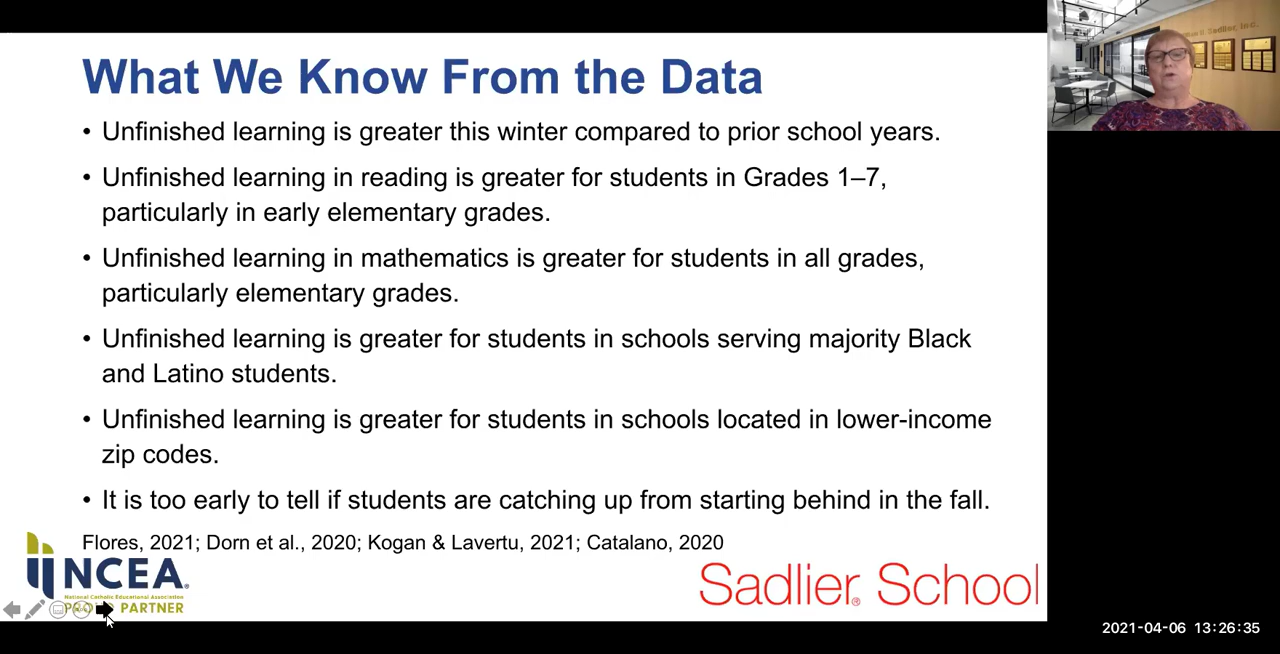 What We Know From the Data
• Unfinished learning is greater this winter compared to prior school years.
• Unfinished learning in reading is greater for students in Grades 1–7,
particularly in early elementary grades.
• Unfinished learning in mathematics is greater for students in all grades,
particularly elementary grades.
• Unfinished learning is greater for students in schools serving majority Black
and Latino students.
• Unfinished learning is greater for students in schools located in lower-income
zip codes.
• It is too early to tell if students are catching up from starting behind in the fall.
Flores, 2021; Dorn et al., 2020; Kogan & Lavertu, 2021; Catalano, 2020
NCEA®
National Catholic Educational Association
PARTNER
Sadlier® School
Sadlier, Inc.
2021-04-06 13:26:35